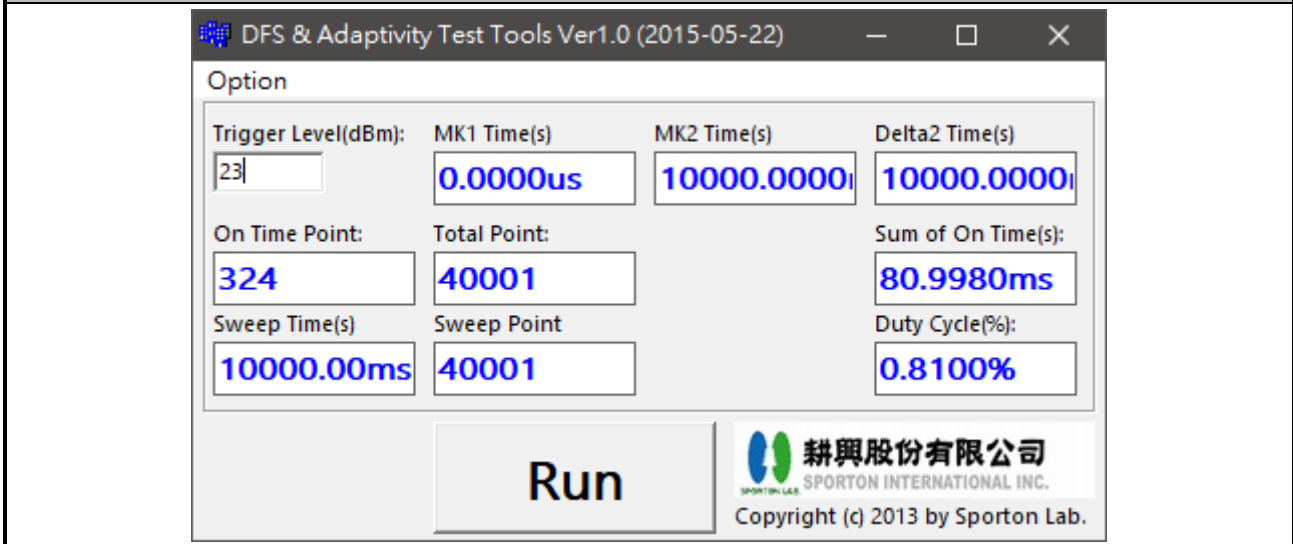 DFS & Adaptivity Test Tools Ver1.0 (2015-05-22)
Option
Trigger Level(dBm): MK1 Time(s) MK2 Time(s) Delta2 Time(s)
23 0.0000us 10000.0000 10000.0000
On Time Point: Total Point: Sum of On Time(s):
324 40001 80.9980ms
Sweep Time(s) Sweep Point Duty Cycle(%):
10000.00ms 40001 0.8100%
Run
耕興股份有限公司
SPORTON LAB. SPORTON INTERNATIONAL INC.
Copyright (c) 2013 by Sporton Lab.